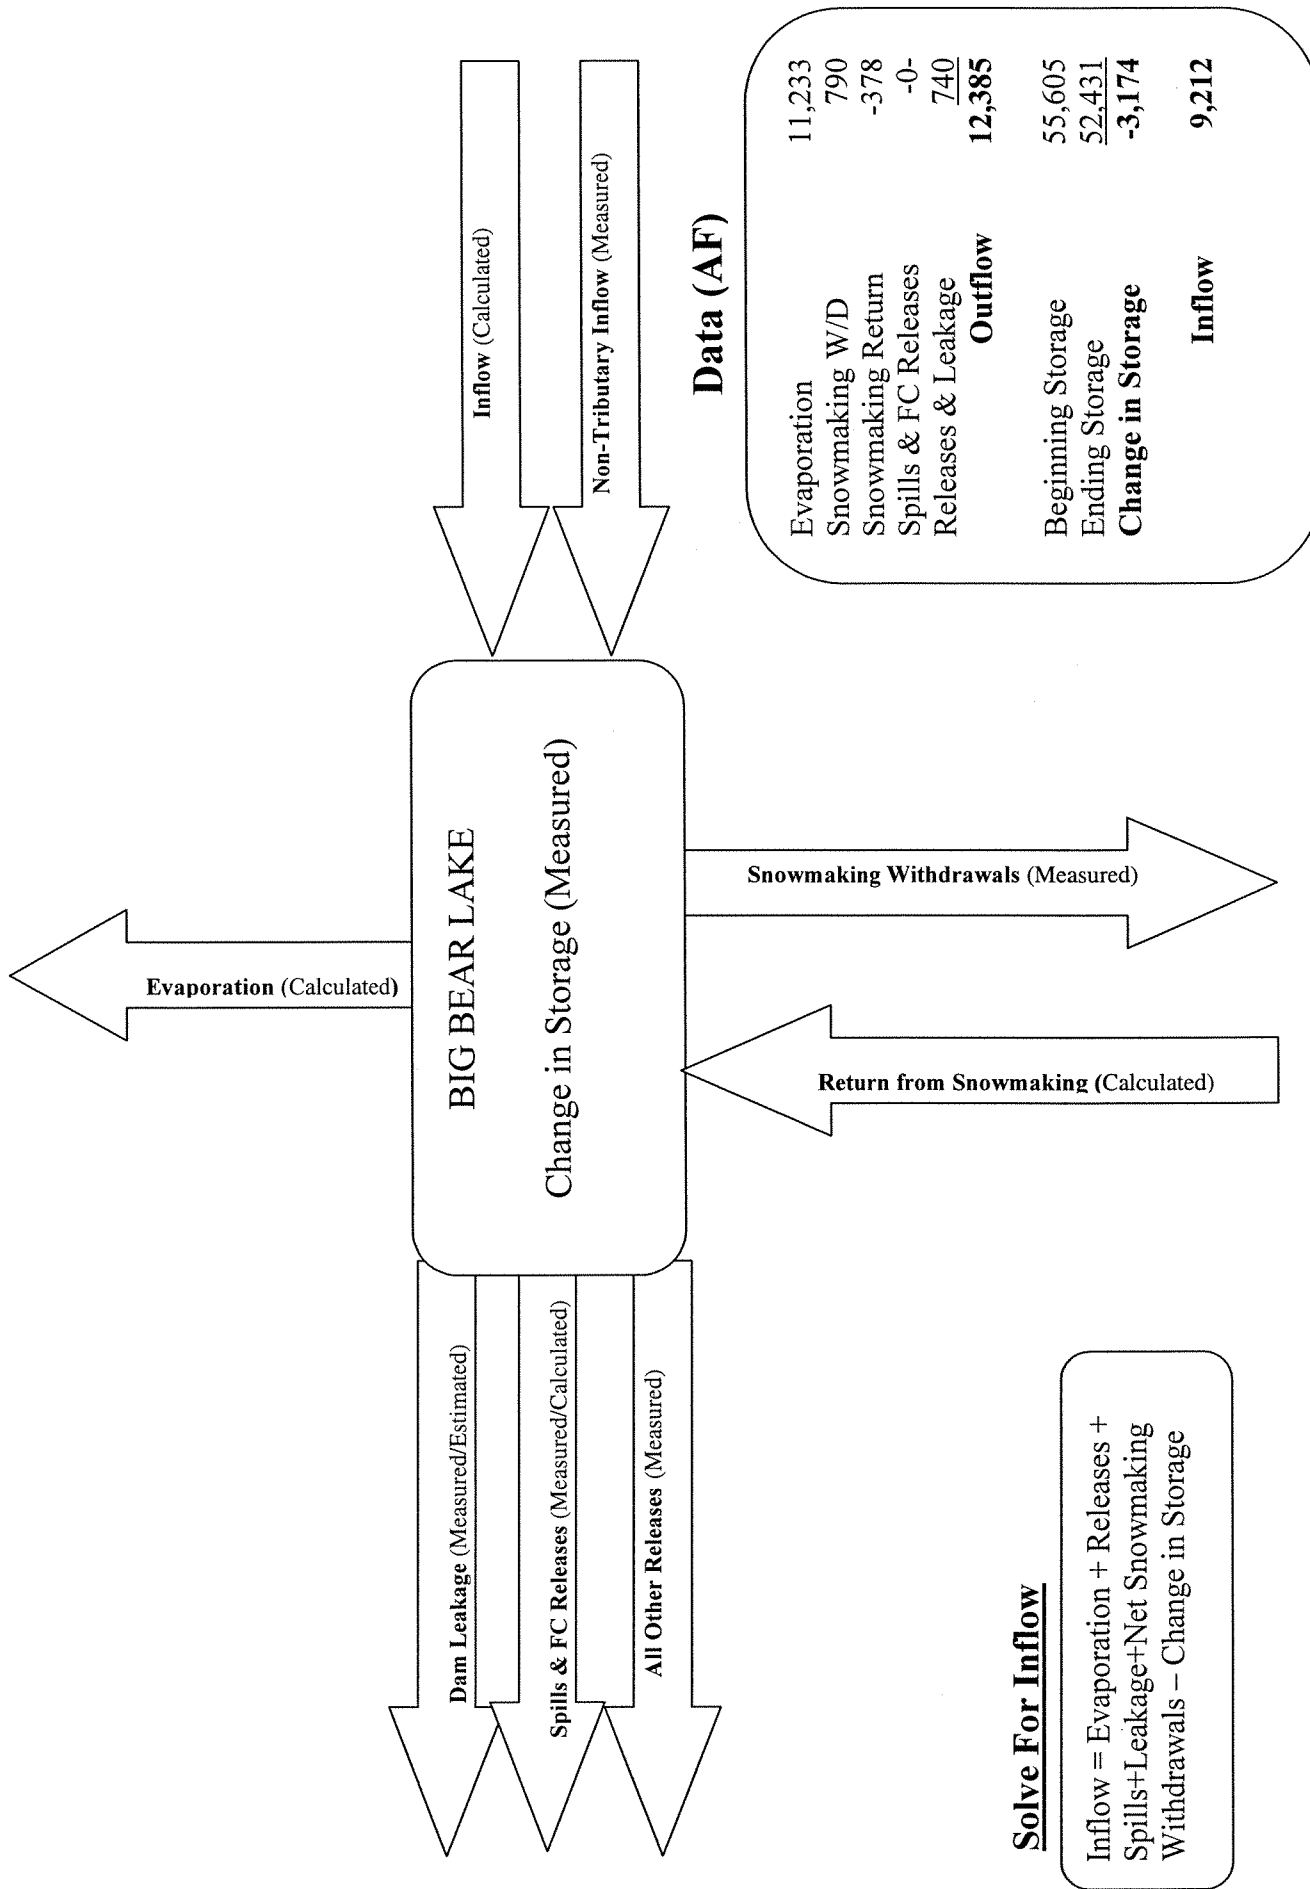 Evaporation (Calculated)
Dam Leakage (Measured/Estimated)
Spills & FC Releases (Measured/Calculated)
All Other Releases (Measured)
BIG BEAR LAKE
Change in Storage (Measured)
Inflow (Calculated)
Non-Tributary Inflow (Measured)
Return from Snowmaking (Calculated)
Snowmaking Withdrawals (Measured)
Solve For Inflow
Inflow = Evaporation + Releases +
Spills+Leakage+Net Snowmaking
Withdrawals – Change in Storage
Data (AF)
Evaporation 11,233
Snowmaking W/D 790
Snowmaking Return -378
Spills & FC Releases -0-
Releases & Leakage 740
Outflow 12,385
Beginning Storage 55,605
Ending Storage 52,431
Change in Storage -3,174
Inflow 9,212